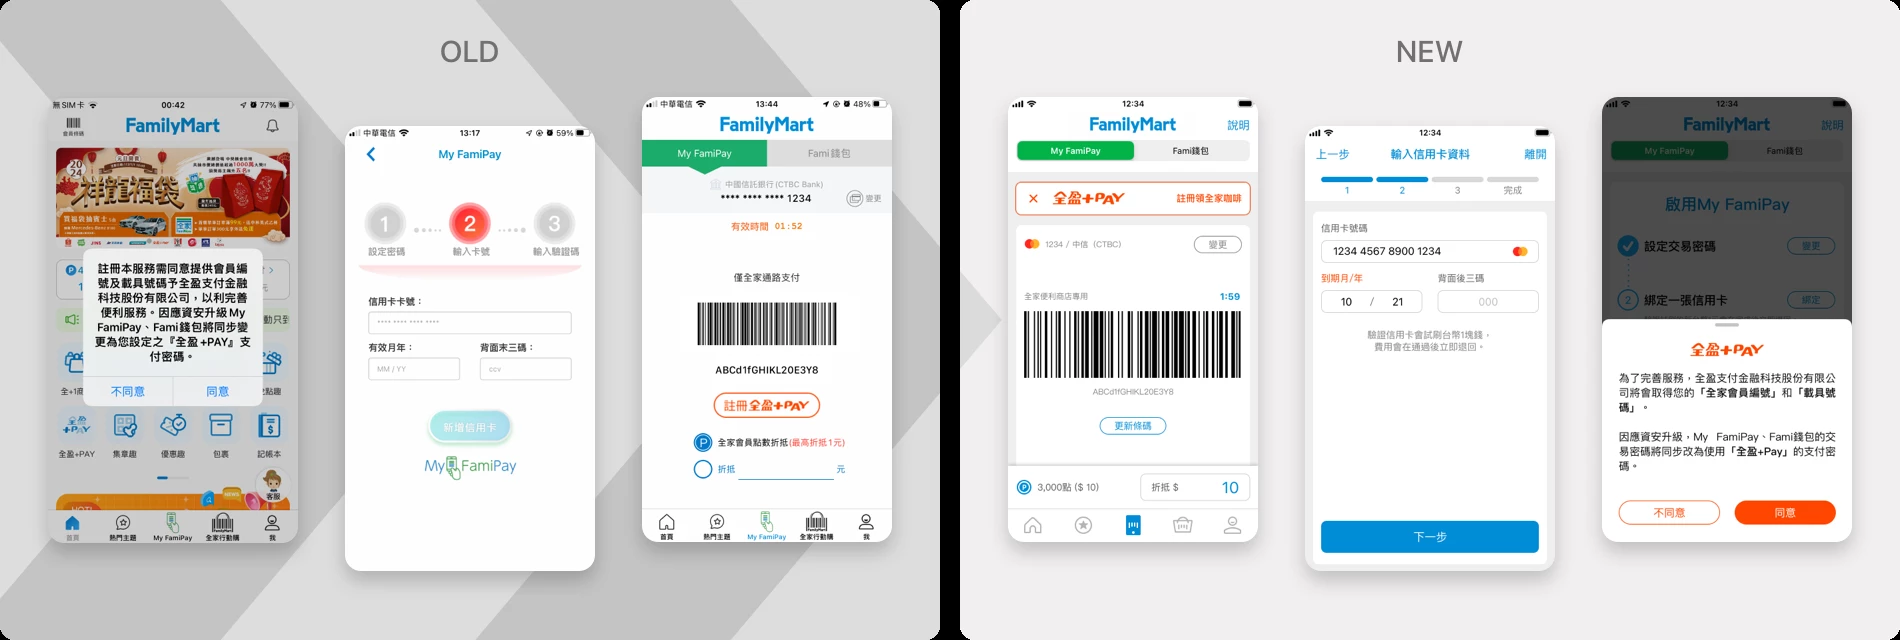 OLD
無SIM卡
00:42
77%
會員條碼
FamilyMart
2024
元旦開賣
祥龍福袋
註冊本服務需同意提供會員編
號及載具號碼予全盈支付金融
科技股份有限公司，以利完善
便利服務。因應資安升級My
FamiPay、Fami錢包將同步變
更為您設定之『全盈+PAY』支
付密碼。
不同意
同意
全盈+PAY
集章趣
優惠趣
包裹
記帳本
NEWS
客服
首頁
熱門主題
My FamiPay
全家行動購
我
中華電信
13:17
59%
My FamiPay
1
2
3
設定密碼
輸入卡號
輸入驗證碼
信用卡卡號：
**** **** **** ****
有效月年：
背面末三碼：
MM / YY
ccv
新增信用卡
My FamiPay
中華電信
13:44
48%
FamilyMart
My FamiPay
Fami錢包
中國信託銀行 (CTBC Bank)
**** **** **** 1234
變更
有效時間 01:52
僅全家通路支付
ABCd1fGHIKL20E3Y8
註冊全盈+PAY
全家會員點數折抵(最高折抵1元)
折抵
元
首頁
熱門主題
My FamiPay
全家行動購
我
NEW
12:34
FamilyMart
說明
My FamiPay
Fami錢包
全盈+PAY
註冊領全家咖啡
1234 / 中信（CTBC）
變更
全家便利商店專用
1:59
ABCd1fGHIKL20E3Y8
更新條碼
3,000點 ($ 10)
折抵 $
10
12:34
上一步
輸入信用卡資料
離開
1
2
3
完成
信用卡號碼
1234 4567 8900 1234
到期月/年
背面後三碼
10 / 21
000
驗證信用卡會試刷台幣1塊錢，
費用會在通過後立即退回。
下一步
12:34
FamilyMart
說明
My FamiPay
Fami錢包
啟用My FamiPay
設定交易密碼
變更
2
綁定一張信用卡
綁定
全盈+PAY
為了完善服務，全盈支付金融科技股份有限公
司將會取得您的「全家會員編號」和「載具號
碼」。
因應資安升級，My FamiPay、Fami錢包的交
易密碼將同步改為使用「全盈+Pay」的支付密
碼。
不同意
同意